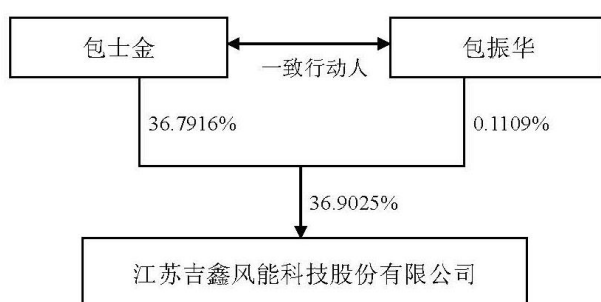 包士金
包振华
一致行动人
36.7916%
0.1109%
36.9025%
江苏吉鑫风能科技股份有限公司